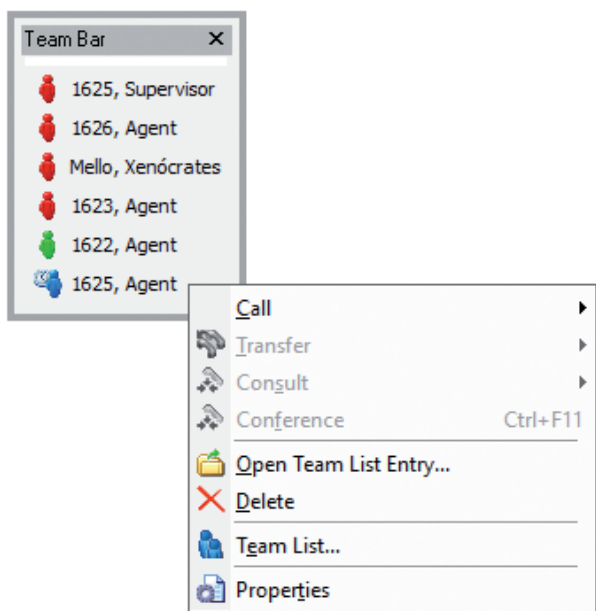 Team Bar
1625, Supervisor
1626, Agent
Mello, Xenócrates
1623, Agent
1622, Agent
1625, Agent
Call
Transfer
Consult
Conference Ctrl+F11
Open Team List Entry...
Delete
Team List...
Properties